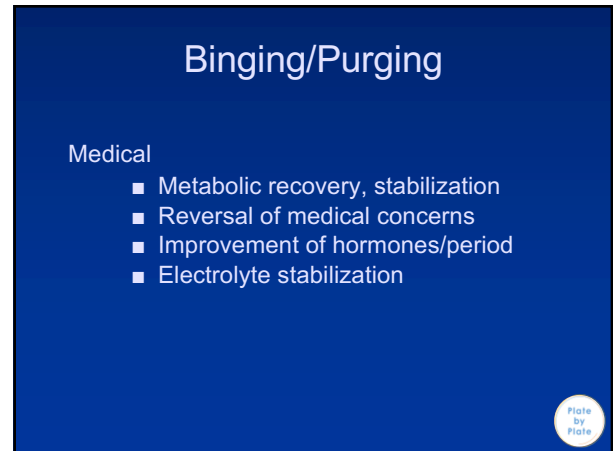 Binging/Purging
Medical
■ Metabolic recovery, stabilization
■ Reversal of medical concerns
■ Improvement of hormones/period
■ Electrolyte stabilization
Plate
by
Plate